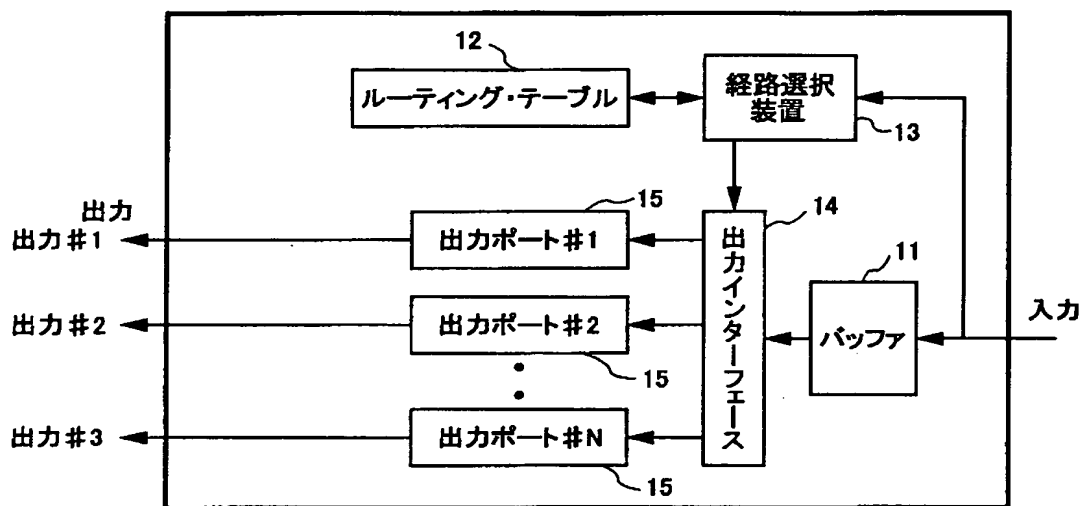 12
ルーティング・テーブル
経路選択
装置
13
出力
出力#1
15
出力ポート#1
14
出力インターフェース
11
バッファ
入力
出力#2
出力ポート#2
15
出力#3
出力ポート#N
15